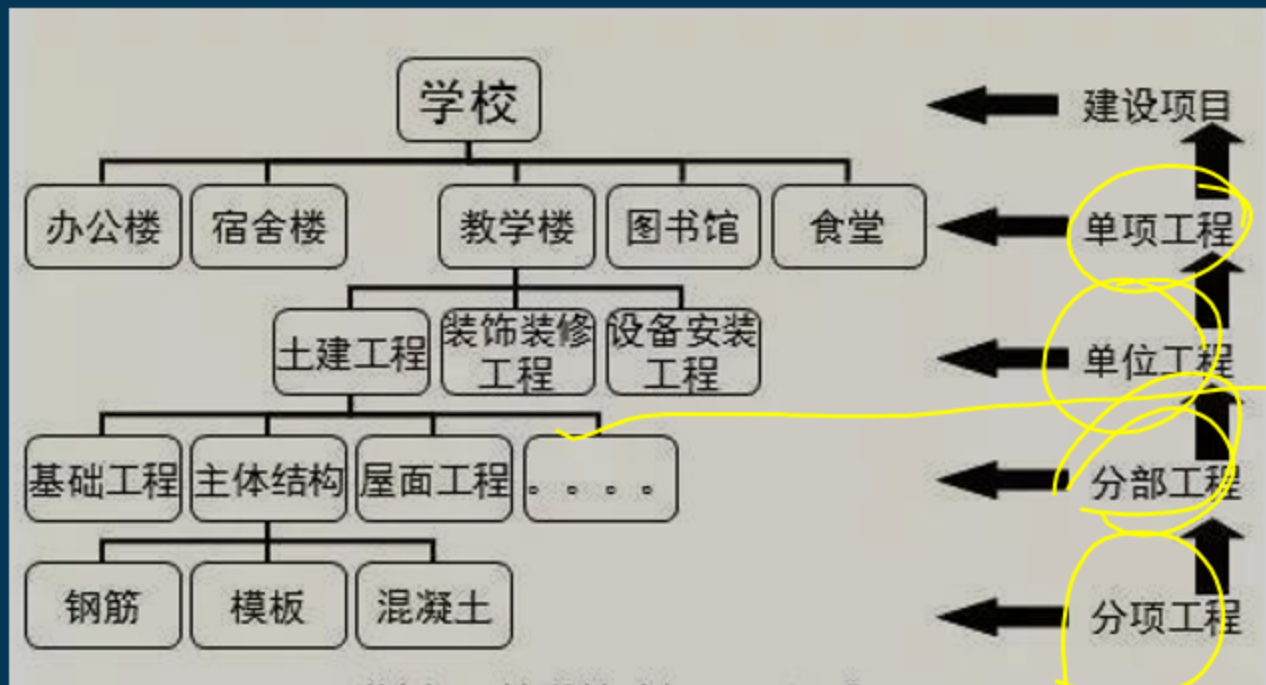 学校
建设项目
办公楼
宿舍楼
教学楼
图书馆
食堂
单项工程
土建工程
装饰装修
工程
设备安装
工程
单位工程
基础工程
主体结构
屋面工程
。。。。
分部工程
钢筋
模板
混凝土
分项工程